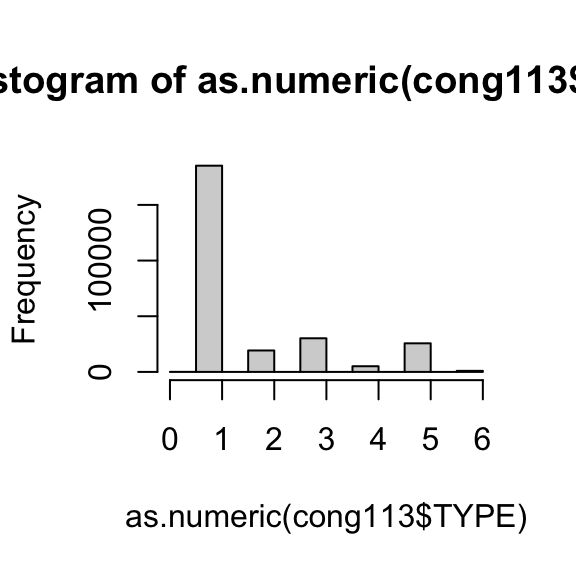 stogram of as.numeric(cong113$
Frequency
0 100000
0 1 2 3 4 5 6
as.numeric(cong113$TYPE)